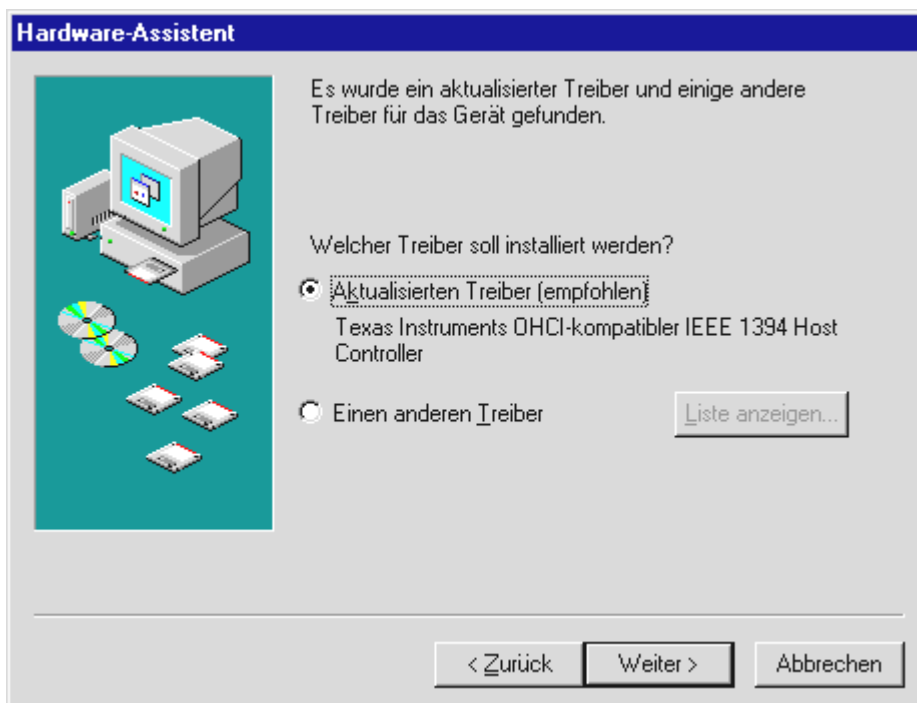 Hardware-Assistent
Es wurde ein aktualisierter Treiber und einige andere
Treiber für das Gerät gefunden.
Welcher Treiber soll installiert werden?
Aktualisierten Treiber (empfohlen)
Texas Instruments OHCI-kompatibler IEEE 1394 Host
Controller
Einen anderen Treiber
Liste anzeigen...
< Zurück
Weiter >
Abbrechen